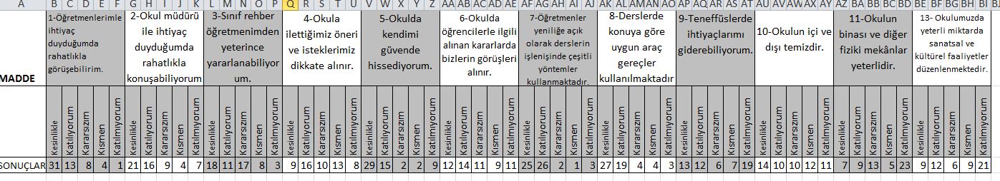 A B C D E F G H I J K L M N O P Q R S T U V W X Y Z AA AB AC AD AE AF AG AH AI AJ AK AL AM AN AO AP AQ AR AS AT AU AV AW AX AY AZ BA BB BC BD BE BF BG BH BI BJ
MADDE
1-Öğretmenlerimle
ihtiyaç
duyduğumda
rahatlıkla
görüşebilirim.
2-Okul müdürü
ile ihtiyaç
duyduğumda
rahatlıkla
konuşabiliyorum
3-Sınıf rehber
öğretmenimden
yeterince
yararlanabiliyor
um.
4-Okula
ilettiğimiz öneri
ve isteklerimiz
dikkate alınır.
5-Okulda
kendimi
güvende
hissediyorum.
6-Okulda
öğrencilerle ilgili
alınan kararlarda
bizlerin görüşleri
alınır.
7-Öğretmenler
yeniliğe açık
olarak derslerin
işlenişinde çeşitli
yöntemler
kullanmaktadır.
8-Derslerde
konuya göre
uygun araç
gereçler
kullanılmaktadır
9-Teneffüslerde
ihtiyaçlarımı
giderebiliyorum.
10-Okulun içi ve
dışı temizdir.
11-Okulun
binası ve diğer
fiziki mekânlar
yeterlidir.
13- Okulumuzda
yeterli miktarda
sanatsal ve
kültürel faaliyetler
düzenlenmektedir.
Kesinlikle Katılıyorum Kararsızım Kısmen Katılmıyorum Kesinlikle Katılıyorum Kararsızım Kısmen Katılmıyorum Kesinlikle Katılıyorum Kararsızım Kısmen Katılmıyorum Kesinlikle Katılıyorum Kararsızım Kısmen Katılmıyorum Kesinlikle Katılıyorum Kararsızım Kısmen Katılmıyorum Kesinlikle Katılıyorum Kararsızım Kısmen Katılmıyorum Kesinlikle Katılıyorum Kararsızım Kısmen Katılmıyorum Kesinlikle Katılıyorum Kararsızım Kısmen Katılmıyorum Kesinlikle Katılıyorum Kararsızım Kısmen Katılmıyorum Kesinlikle Katılıyorum Kararsızım Kısmen Katılmıyorum Kesinlikle Katılıyorum Kararsızım Kısmen Katılmıyorum Kesinlikle Katılıyorum Kararsızım Kısmen Katılmıyorum
SONUÇLAR 31 13 8 4 1 21 16 9 4 7 18 11 17 8 3 9 16 10 13 8 29 15 2 2 9 12 14 11 9 11 25 26 2 1 3 27 19 4 4 3 13 12 6 7 19 14 10 10 12 11 7 9 13 5 23 9 12 6 9 21